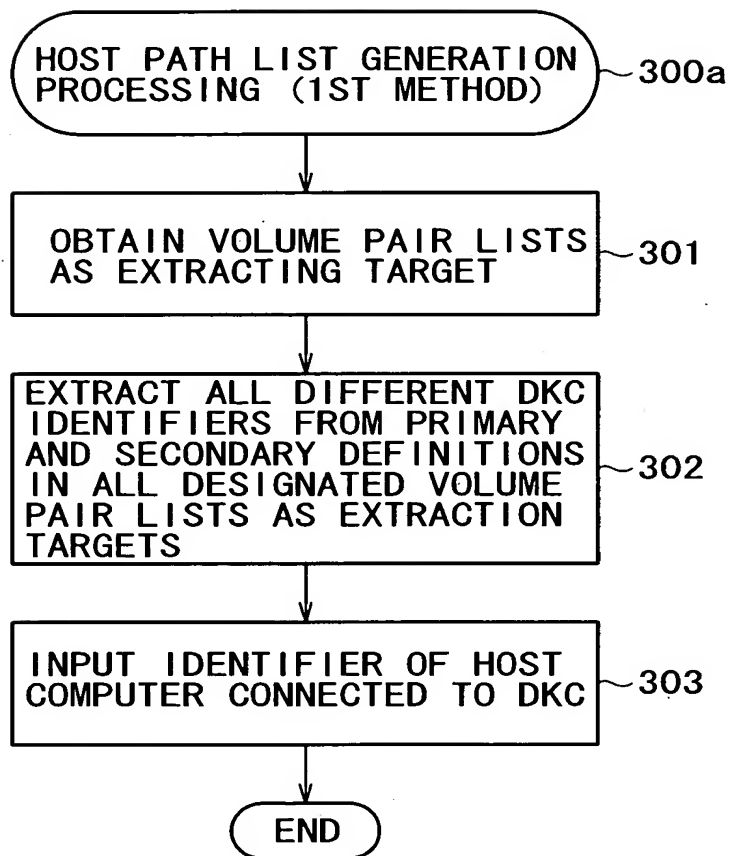 HOST PATH LIST GENERATION
PROCESSING (1ST METHOD)
300a
OBTAIN VOLUME PAIR LISTS
AS EXTRACTING TARGET
301
EXTRACT ALL DIFFERENT DKC
IDENTIFIERS FROM PRIMARY
AND SECONDARY DEFINITIONS
IN ALL DESIGNATED VOLUME
PAIR LISTS AS EXTRACTION
TARGETS
302
INPUT IDENTIFIER OF HOST
COMPUTER CONNECTED TO DKC
303
END